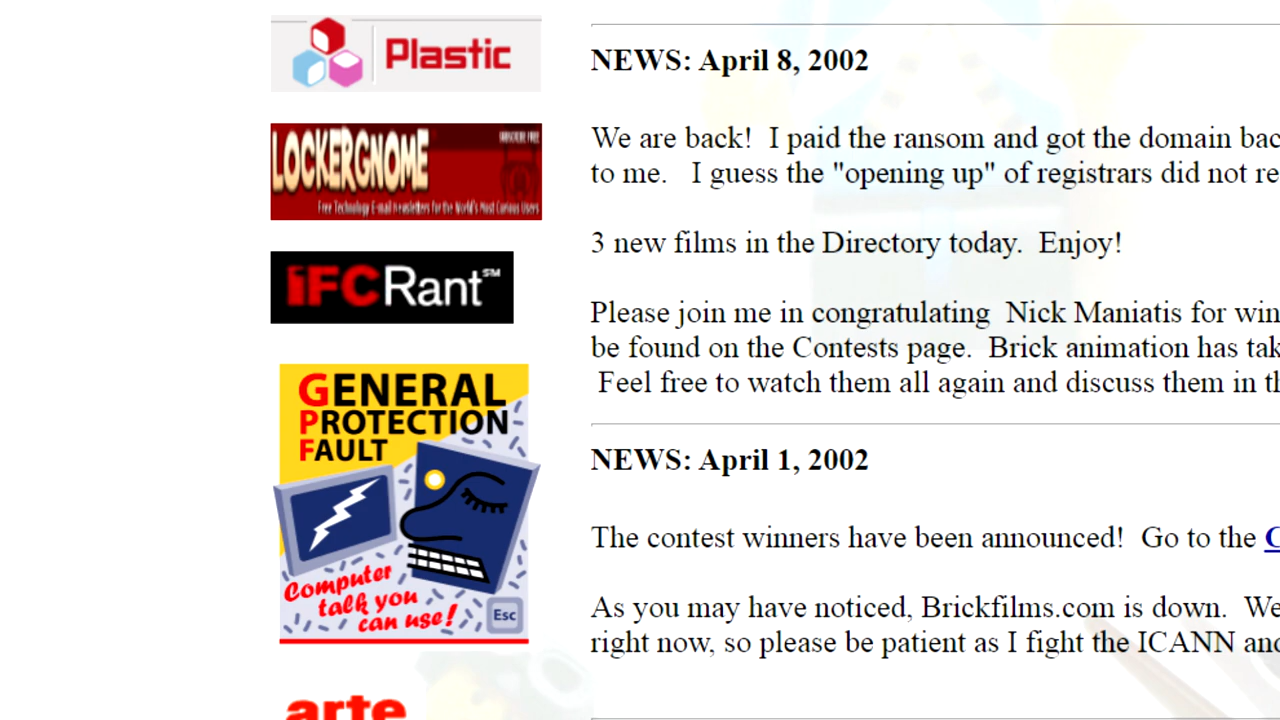 Plastic
LOCKERGNOME
SUBSCRIBE FREE
Free Technology E-mail Newsletters for the World's Most Curious Users
iFC Rant SM
GENERAL
PROTECTION
FAULT
Computer
talk you
can use!
Esc
arte
NEWS: April 8, 2002
We are back!  I paid the ransom and got the domain bac
to me.   I guess the "opening up" of registrars did not re
3 new films in the Directory today.  Enjoy!
Please join me in congratulating  Nick Maniatis for win
be found on the Contests page.  Brick animation has tak
Feel free to watch them all again and discuss them in th
NEWS: April 1, 2002
The contest winners have been announced!  Go to the C
As you may have noticed, Brickfilms.com is down.  We
right now, so please be patient as I fight the ICANN and